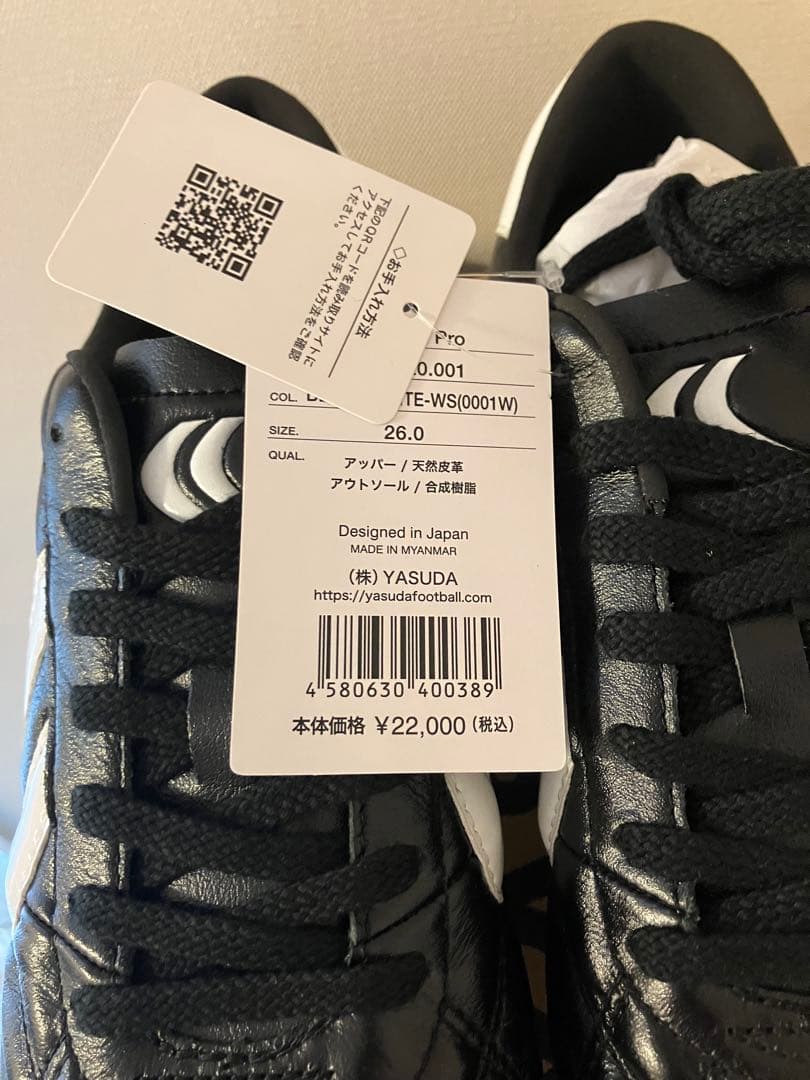 ◇お手入れ方法
下記のQRコードを読み取りサイトに
アクセスしてお手入れ方法をご確認
ください。
Pro
0.001
COL. TE-WS(0001W)
SIZE. 26.0
QUAL. アッパー / 天然皮革
アウトソール / 合成樹脂
Designed in Japan
MADE IN MYANMAR
(株) YASUDA
https://yasudafootball.com
4 580630 400389
本体価格 ¥22,000 (税込)